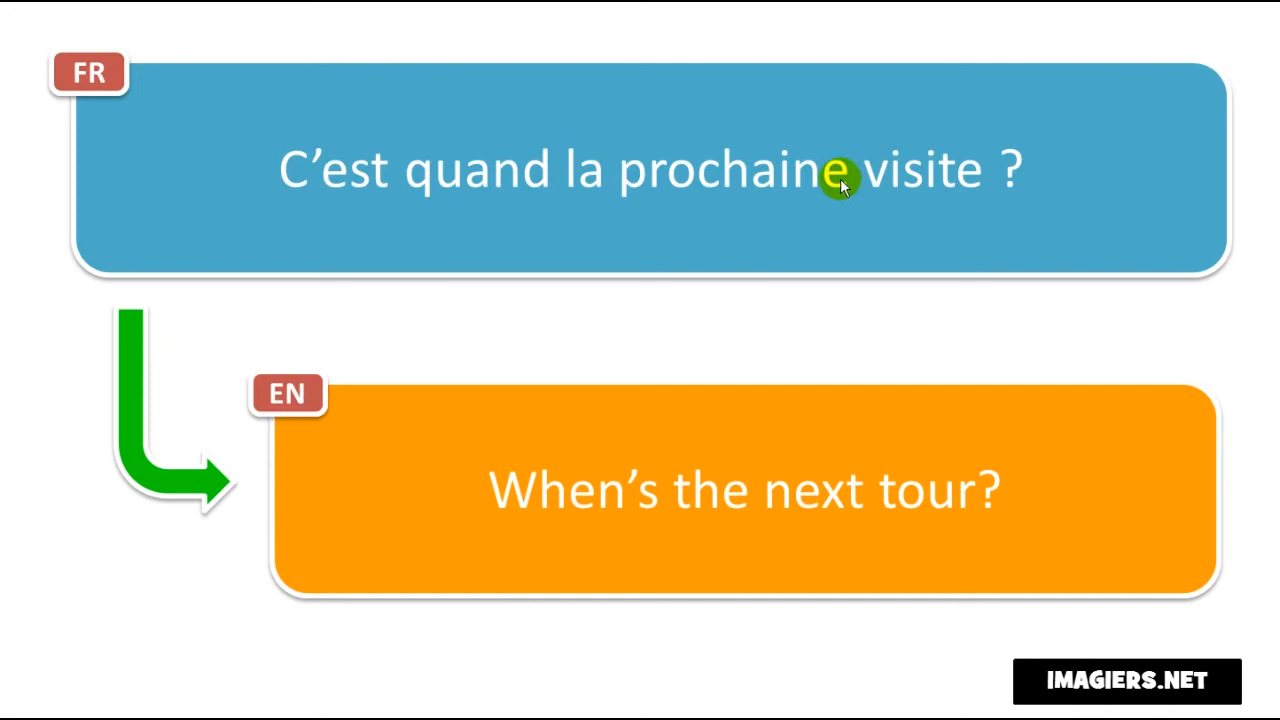 FR
C’est quand la prochaine visite ?
EN
When’s the next tour?
IMAGIERS.NET